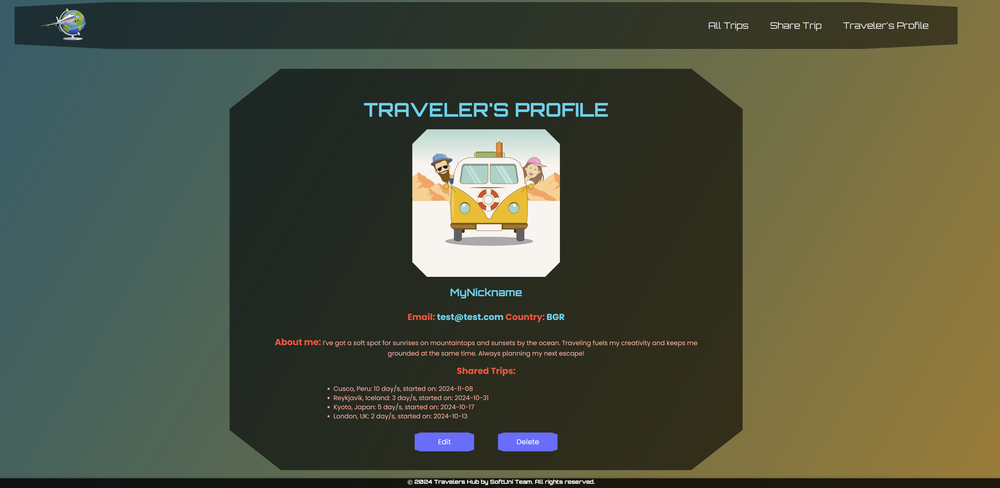 All Trips Share Trip Traveler's Profile
TRAVELER'S PROFILE
MyNickname
Email: test@test.com Country: BGR
About me: I’ve got a soft spot for sunrises on mountaintops and sunsets by the ocean. Traveling fuels my creativity and keeps me
grounded at the same time. Always planning my next escape!
Shared Trips:
• Cusco, Peru: 10 day/s, started on: 2024-11-08
• Reykjavik, Iceland: 3 day/s, started on: 2024-10-31
• Kyoto, Japan: 5 day/s, started on: 2024-10-17
• London, UK: 2 day/s, started on: 2024-10-13
Edit Delete
© 2024 Travelers Hub by SoftUni Team. All rights reserved.